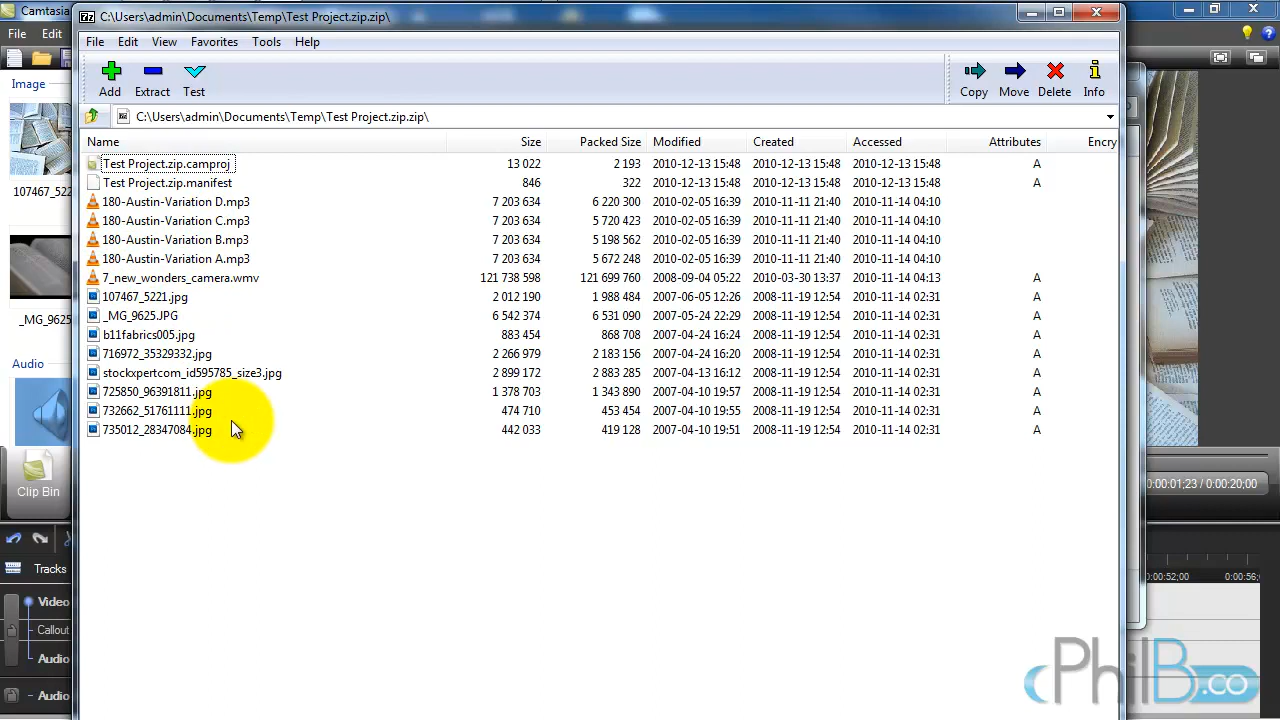 Camtasia
C:\Users\admin\Documents\Temp\Test Project.zip.zip\
File Edit
File Edit View Favorites Tools Help
Add Extract Test Copy Move Delete Info
C:\Users\admin\Documents\Temp\Test Project.zip.zip\
Name Size Packed Size Modified Created Accessed Attributes Encry
Test Project.zip.camproj 13 022 2 193 2010-12-13 15:48 2010-12-13 15:48 2010-12-13 15:48 A
Test Project.zip.manifest 846 322 2010-12-13 15:48 2010-12-13 15:48 2010-12-13 15:48 A
180-Austin-Variation D.mp3 7 203 634 6 220 300 2010-02-05 16:39 2010-11-11 21:40 2010-11-14 04:10
180-Austin-Variation C.mp3 7 203 634 5 720 423 2010-02-05 16:39 2010-11-11 21:40 2010-11-14 04:10
180-Austin-Variation B.mp3 7 203 634 5 198 562 2010-02-05 16:39 2010-11-11 21:40 2010-11-14 04:10
180-Austin-Variation A.mp3 7 203 634 5 672 248 2010-02-05 16:39 2010-11-11 21:40 2010-11-14 04:10
7_new_wonders_camera.wmv 121 738 598 121 699 760 2008-09-04 05:22 2010-03-30 13:37 2010-11-14 04:13 A
107467_5221.jpg 2 012 190 1 988 484 2007-06-05 12:26 2008-11-19 12:54 2010-11-14 02:31 A
_MG_9625.JPG 6 542 374 6 531 090 2007-05-24 22:29 2008-11-19 12:54 2010-11-14 02:31 A
b11fabrics005.jpg 883 454 868 708 2007-04-24 16:24 2008-11-19 12:54 2010-11-14 02:31 A
716972_35329332.jpg 2 266 979 2 183 156 2007-04-24 16:20 2008-11-19 12:54 2010-11-14 02:31 A
stockxpertcom_id595785_size3.jpg 2 899 172 2 883 285 2007-04-13 16:12 2008-11-19 12:54 2010-11-14 02:31 A
725850_96391811.jpg 1 378 703 1 343 890 2007-04-10 19:57 2008-11-19 12:54 2010-11-14 02:31 A
732662_51761111.jpg 474 710 453 454 2007-04-10 19:55 2008-11-19 12:54 2010-11-14 02:31 A
735012_28347084.jpg 442 033 419 128 2007-04-10 19:51 2008-11-19 12:54 2010-11-14 02:31 A
Image
107467_522
_MG_9625
Audio
Clip Bin
0:00:01;23 / 0:00:20;00
Tracks
0:00:52;00 0:00:56;
Video
Callout
Audio
Audio
PhilB.co